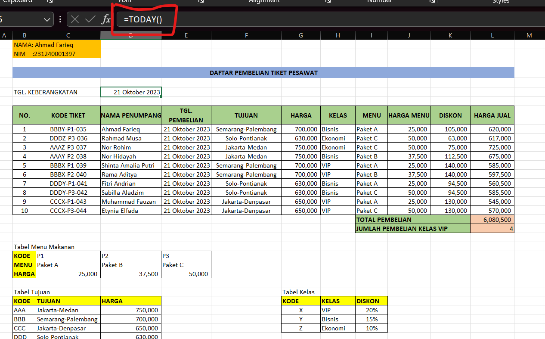 fx =TODAY()
A B C D E F G H I J K L
NAMA: Ahmad Farieq
NIM :231240001397
DAFTAR PEMBELIAN TIKET PESAWAT
TGL. KEBERANGKATAN 21 Oktober 2023
NO. KODE TIKET NAMA PENUMPANG TGL. PEMBELIAN TUJUAN HARGA KELAS MENU HARGA MENU DISKON HARGA JUAL
1 BBBY-P1-035 Ahmad Farieq 21 Oktober 2023 Semarang-Palembang 700,000 Bisnis Paket A 25,000 105,000 620,000
2 DDDZ-P3-036 Rahmad Musa 21 Oktober 2023 Solo-Pontianak 630,000 Ekonomi Paket C 50,000 63,000 617,000
3 AAAZ-P3-037 Nor Rohim 21 Oktober 2023 Jakarta-Medan 750,000 Ekonomi Paket C 50,000 75,000 725,000
4 AAAY-P2-038 Nor Hidayah 21 Oktober 2023 Jakarta-Medan 750,000 Bisnis Paket B 37,500 112,500 675,000
5 BBBX-P1-039 Shinta Amalia Putri 21 Oktober 2023 Semarang-Palembang 700,000 VIP Paket A 25,000 140,000 585,000
6 BBBX-P2-040 Rama Aditya 21 Oktober 2023 Semarang-Palembang 700,000 VIP Paket B 37,500 140,000 597,500
7 DDDY-P1-041 Fitri Andrian 21 Oktober 2023 Solo-Pontianak 630,000 Bisnis Paket A 25,000 94,500 560,500
8 DDDY-P3-042 Sabilla Aladzim 21 Oktober 2023 Solo-Pontianak 630,000 Bisnis Paket C 50,000 94,500 585,500
9 CCCX-P1-043 Muhammad Fauzan 21 Oktober 2023 Jakarta-Denpasar 650,000 VIP Paket A 25,000 130,000 545,000
10 CCCX-P3-044 Elynia Elfada 21 Oktober 2023 Jakarta-Denpasar 650,000 VIP Paket C 50,000 130,000 570,000
TOTAL PEMBELIAN 6,080,500
JUMLAH PEMBELIAN KELAS VIP 4
Tabel Menu Makanan
KODE P1 P2 P3
MENU Paket A Paket B Paket C
HARGA 25,000 37,500 50,000
Tabel Tujuan Tabel Kelas
KODE TUJUAN HARGA KODE KELAS DISKON
AAA Jakarta-Medan 750,000 X VIP 20%
BBB Semarang-Palembang 700,000 Y Bisnis 15%
CCC Jakarta-Denpasar 650,000 Z Ekonomi 10%
DDD Solo-Pontianak 630,000